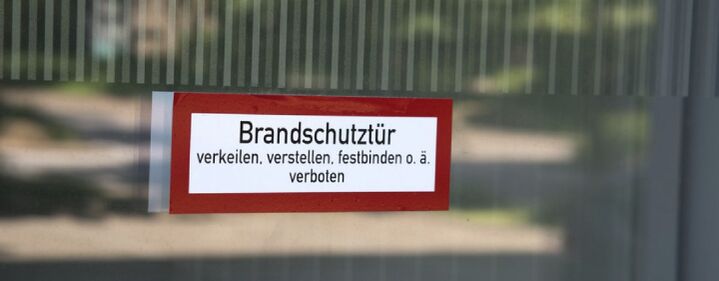 Brandschutztür
verkeilen, verstellen, festbinden o. ä.
verboten